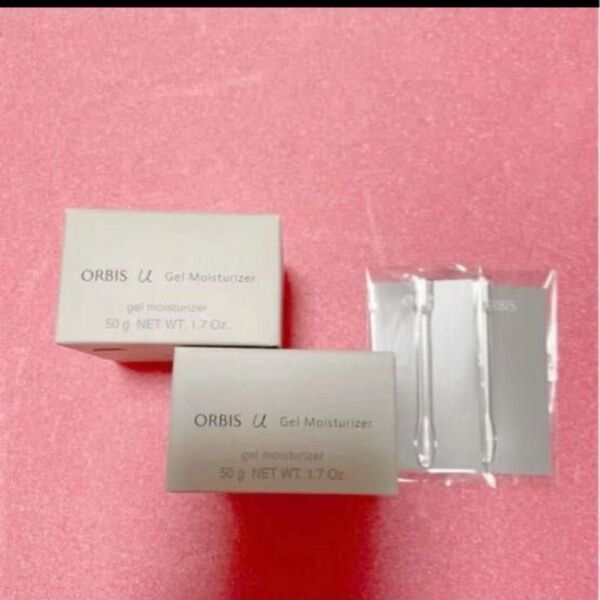 ORBIS u Gel Moisturizer
gel moisturizer
50 g NET WT. 1.7 Oz.
ORBIS u Gel Moisturizer
gel moisturizer
50 g NET WT. 1.7 Oz.
ORBIS